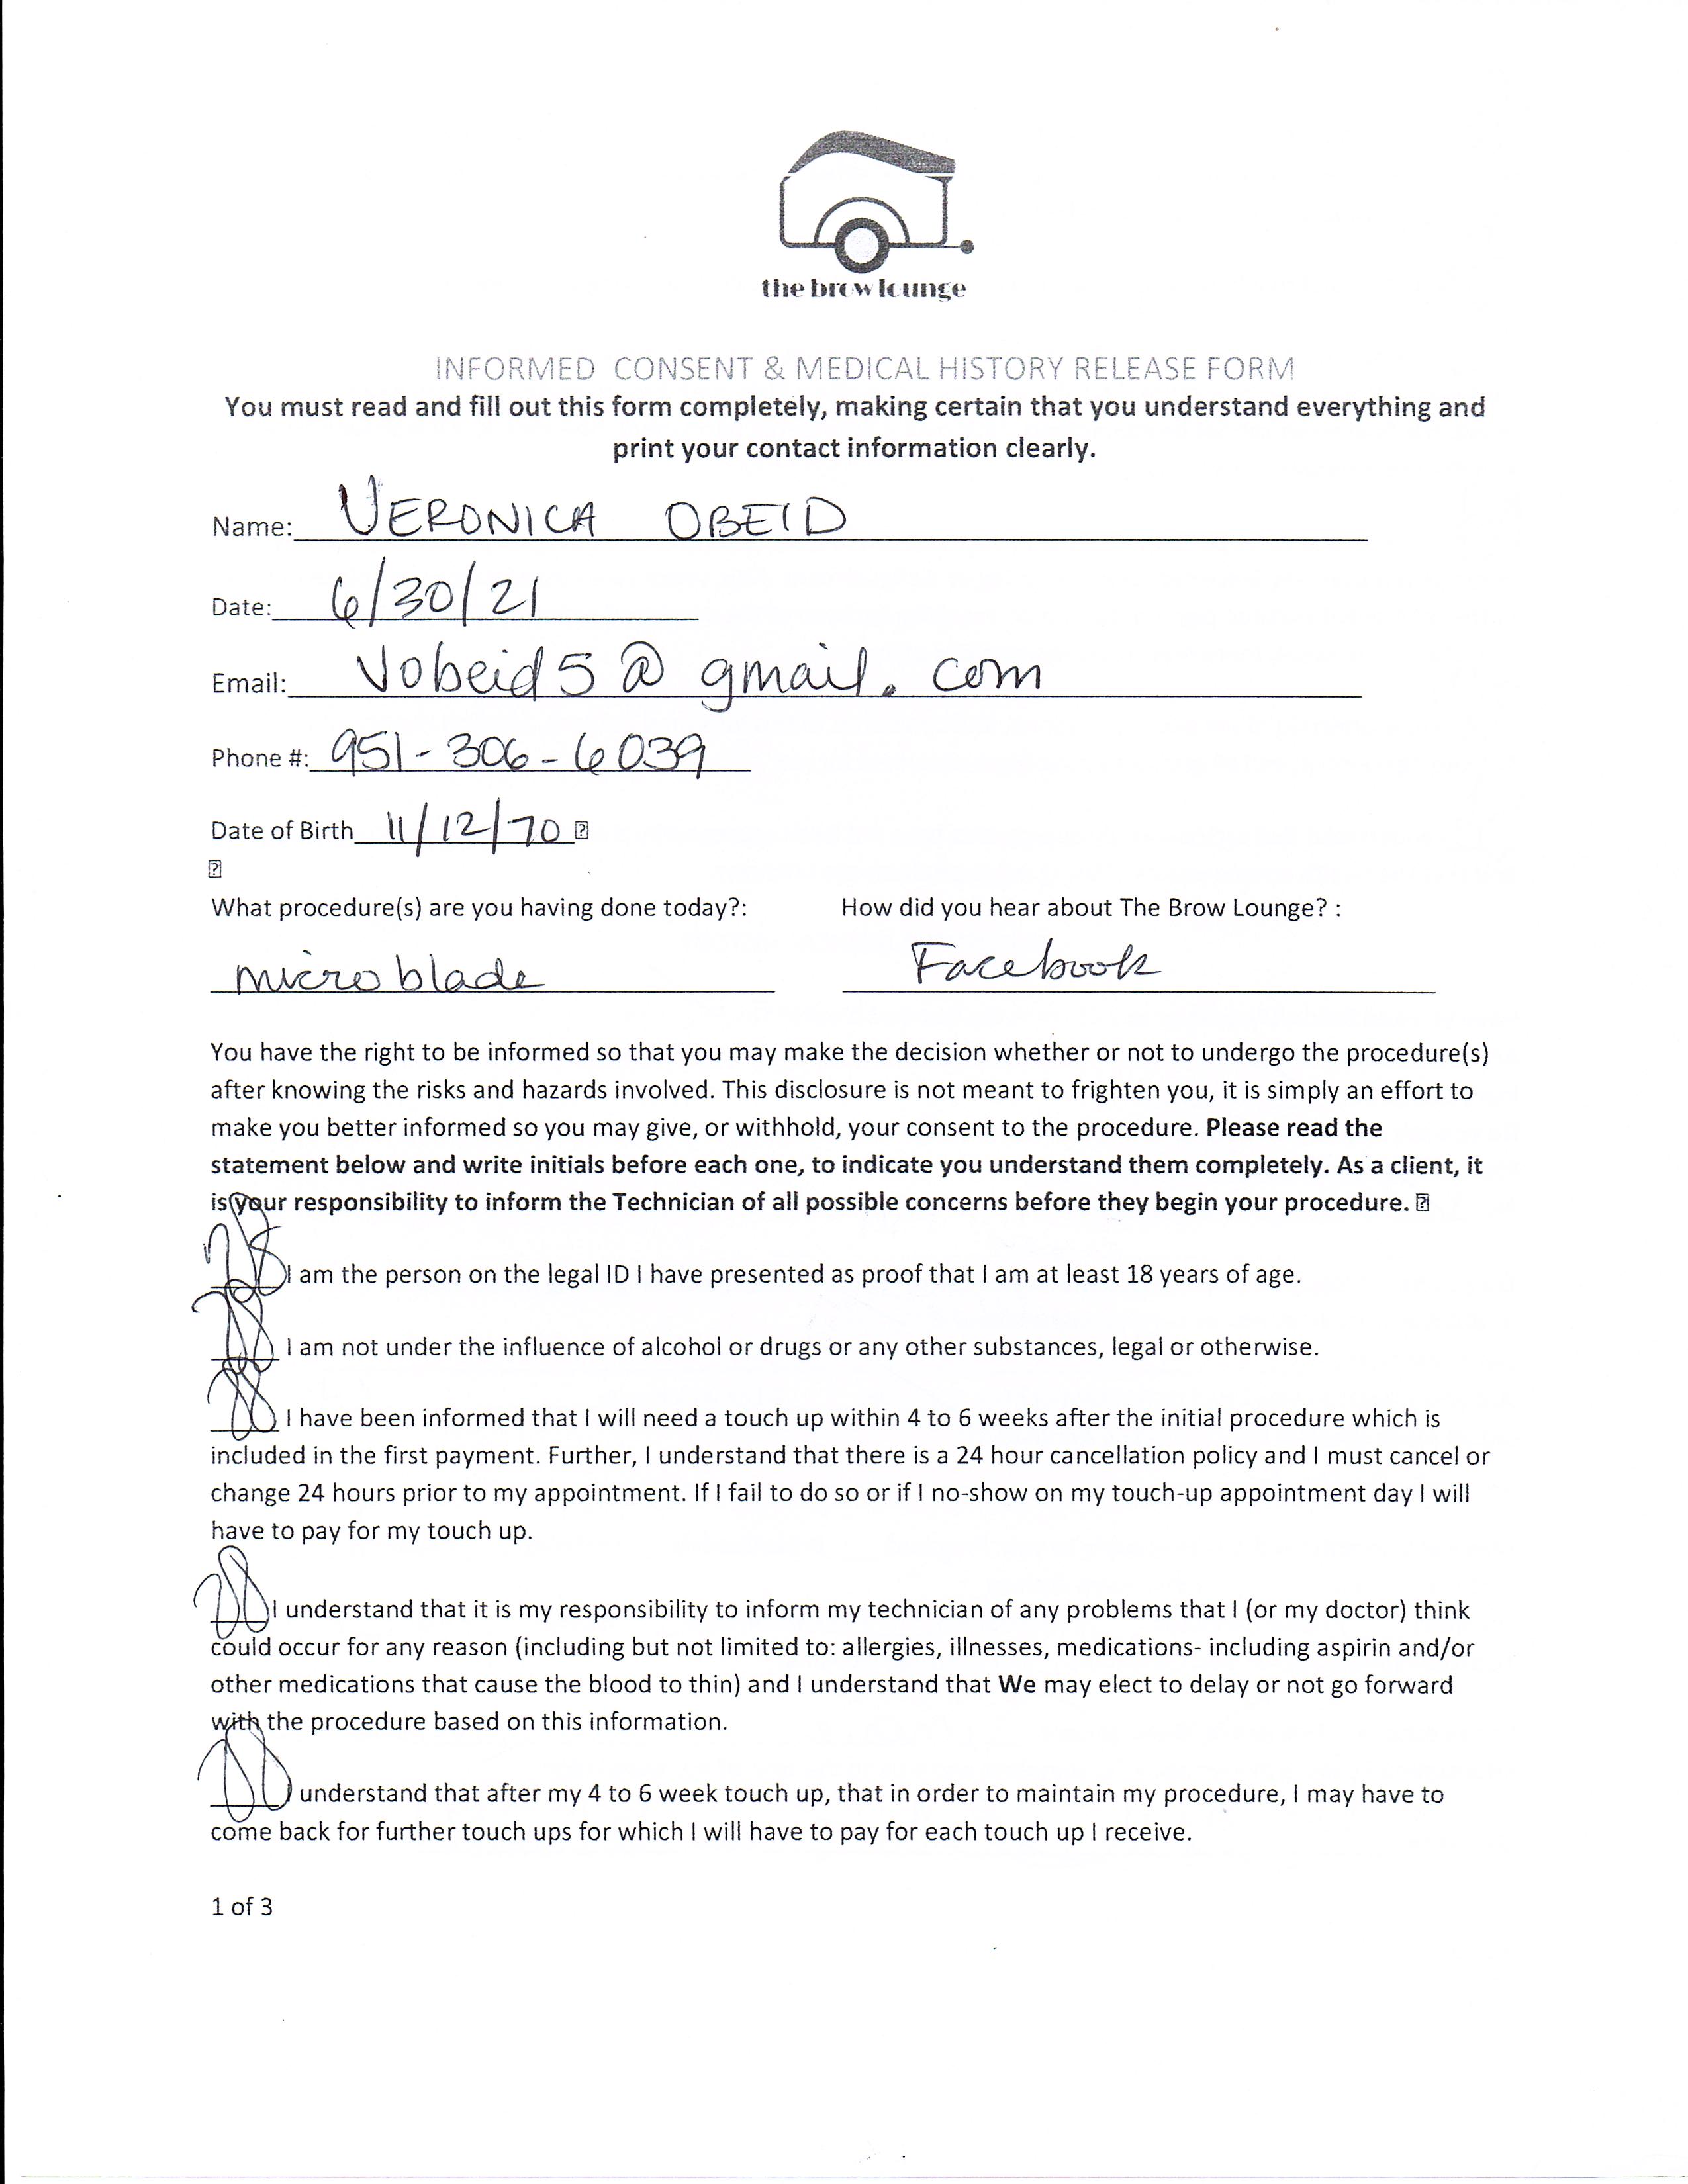 the brow lounge
INFORMED CONSENT & MEDICAL HISTORY RELEASE FORM
You must read and fill out this form completely, making certain that you understand everything and
print your contact information clearly.
Name: VERONICA OBEID
Date: 6/30/21
Email: Vobeid5@gmail.com
Phone #: 951-306-6039
Date of Birth 11/12/70
What procedure(s) are you having done today?: How did you hear about The Brow Lounge? :
microblade Facebook
You have the right to be informed so that you may make the decision whether or not to undergo the procedure(s)
after knowing the risks and hazards involved. This disclosure is not meant to frighten you, it is simply an effort to
make you better informed so you may give, or withhold, your consent to the procedure. Please read the
statement below and write initials before each one, to indicate you understand them completely. As a client, it
is your responsibility to inform the Technician of all possible concerns before they begin your procedure.
I am the person on the legal ID I have presented as proof that I am at least 18 years of age.
I am not under the influence of alcohol or drugs or any other substances, legal or otherwise.
I have been informed that I will need a touch up within 4 to 6 weeks after the initial procedure which is
included in the first payment. Further, I understand that there is a 24 hour cancellation policy and I must cancel or
change 24 hours prior to my appointment. If I fail to do so or if I no-show on my touch-up appointment day I will
have to pay for my touch up.
I understand that it is my responsibility to inform my technician of any problems that I (or my doctor) think
could occur for any reason (including but not limited to: allergies, illnesses, medications- including aspirin and/or
other medications that cause the blood to thin) and I understand that We may elect to delay or not go forward
with the procedure based on this information.
understand that after my 4 to 6 week touch up, that in order to maintain my procedure, I may have to
come back for further touch ups for which I will have to pay for each touch up I receive.
1 of 3